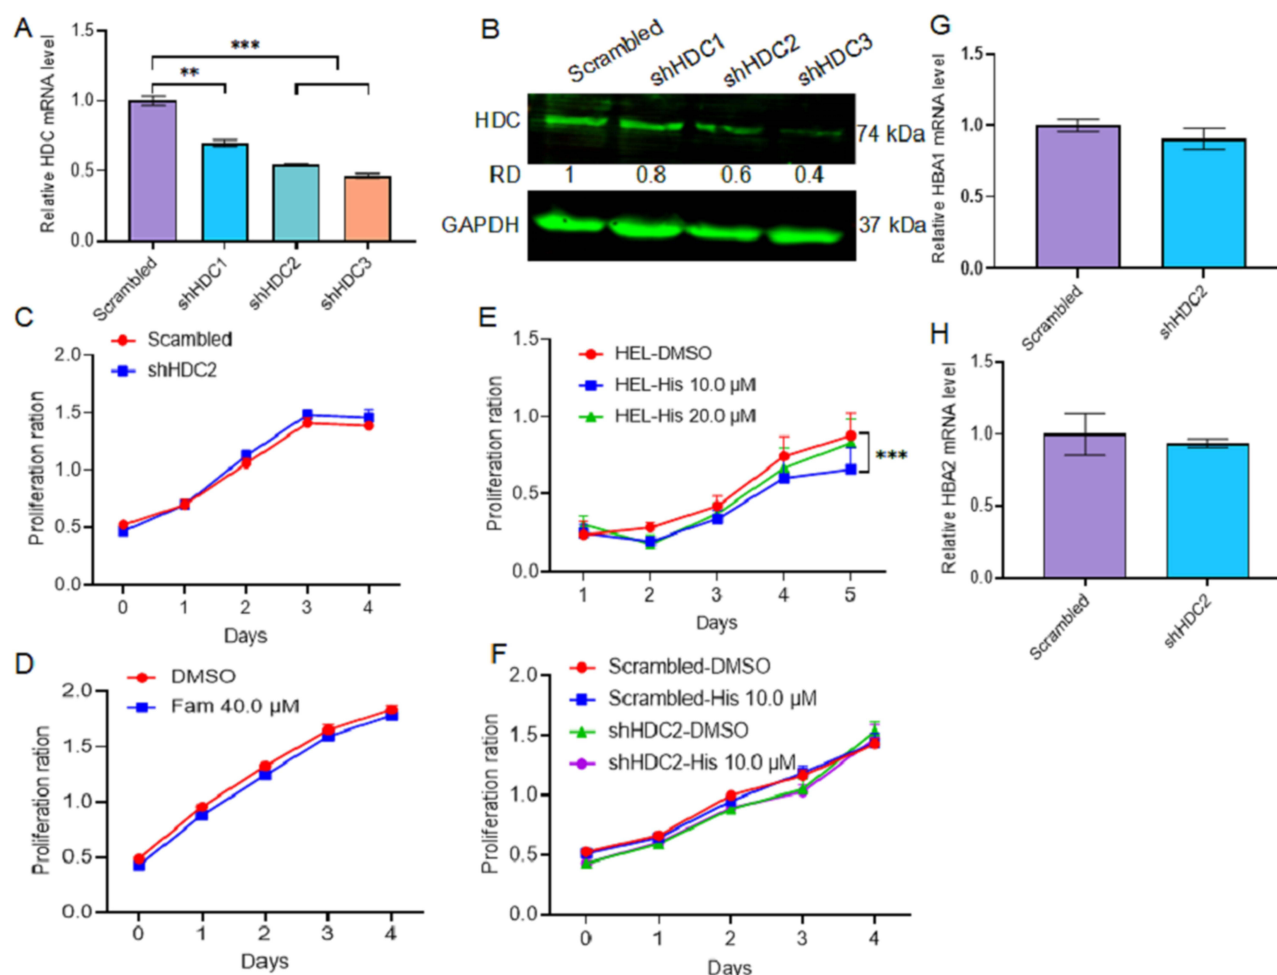 A
Relative HDC mRNA level
1.5
1.0
0.5
0.0
***
**
Scrambled
shHDC1
shHDC2
shHDC3
B
Scrambled
shHDC1
shHDC2
shHDC3
HDC
74 kDa
RD
1
0.8
0.6
0.4
GAPDH
37 kDa
C
Scambled
shHDC2
Proliferation ration
2.0
1.5
1.0
0.5
0.0
0 1 2 3 4
Days
D
DMSO
Fam 40.0 µM
Proliferation ration
2.0
1.5
1.0
0.5
0.0
0 1 2 3 4
Days
E
HEL-DMSO
HEL-His 10.0 µM
HEL-His 20.0 µM
Proliferation ration
1.5
1.0
0.5
0.0
***
1 2 3 4 5
Days
F
Scrambled-DMSO
Scrambled-His 10.0 µM
shHDC2-DMSO
shHDC2-His 10.0 µM
Proliferation ration
2.0
1.5
1.0
0.5
0.0
0 1 2 3 4
Days
G
Relative HBA1 mRNA level
1.5
1.0
0.5
0.0
Scrambled
shHDC2
H
Relative HBA2 mRNA level
1.5
1.0
0.5
0.0
Scrambled
shHDC2